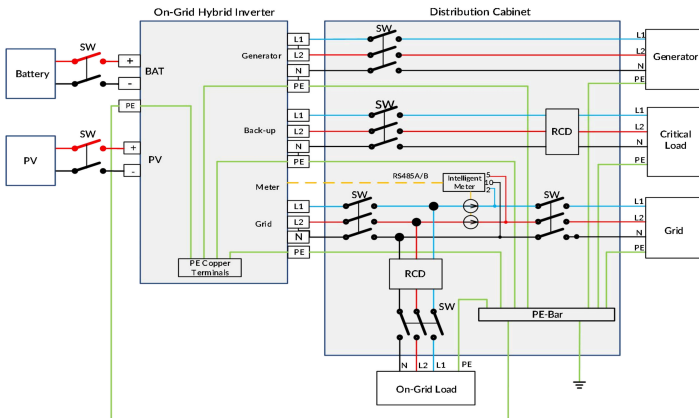 On-Grid Hybrid Inverter
Distribution Cabinet
SW
Battery
+
BAT
-
PE
SW
PV
+
PV
-
Generator
L1
L2
N
PE
SW
L1
L2
N
PE
Generator
Back-up
L1
L2
N
PE
SW
RCD
L1
L2
N
PE
Critical
Load
Meter
RS485A/B
Intelligent
Meter
5
10
2
Grid
L1
L2
N
PE
SW
SW
L1
L2
N
PE
Grid
PE Copper
Terminals
RCD
SW
PE-Bar
N
L2
L1
PE
On-Grid Load